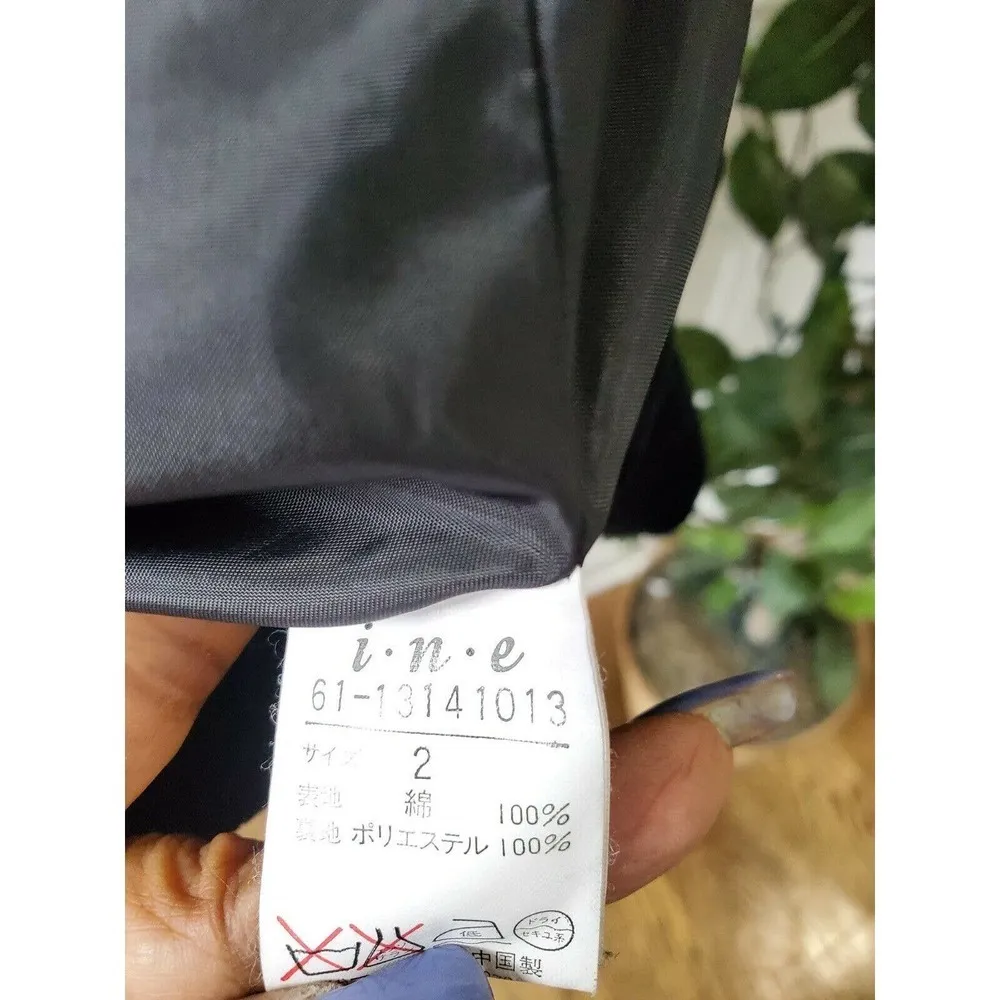 i·n·e
61-13141013
サイズ 2
表地 綿 100%
裏地 ポリエステル 100%
低 ドライ
セキユ系
中国製